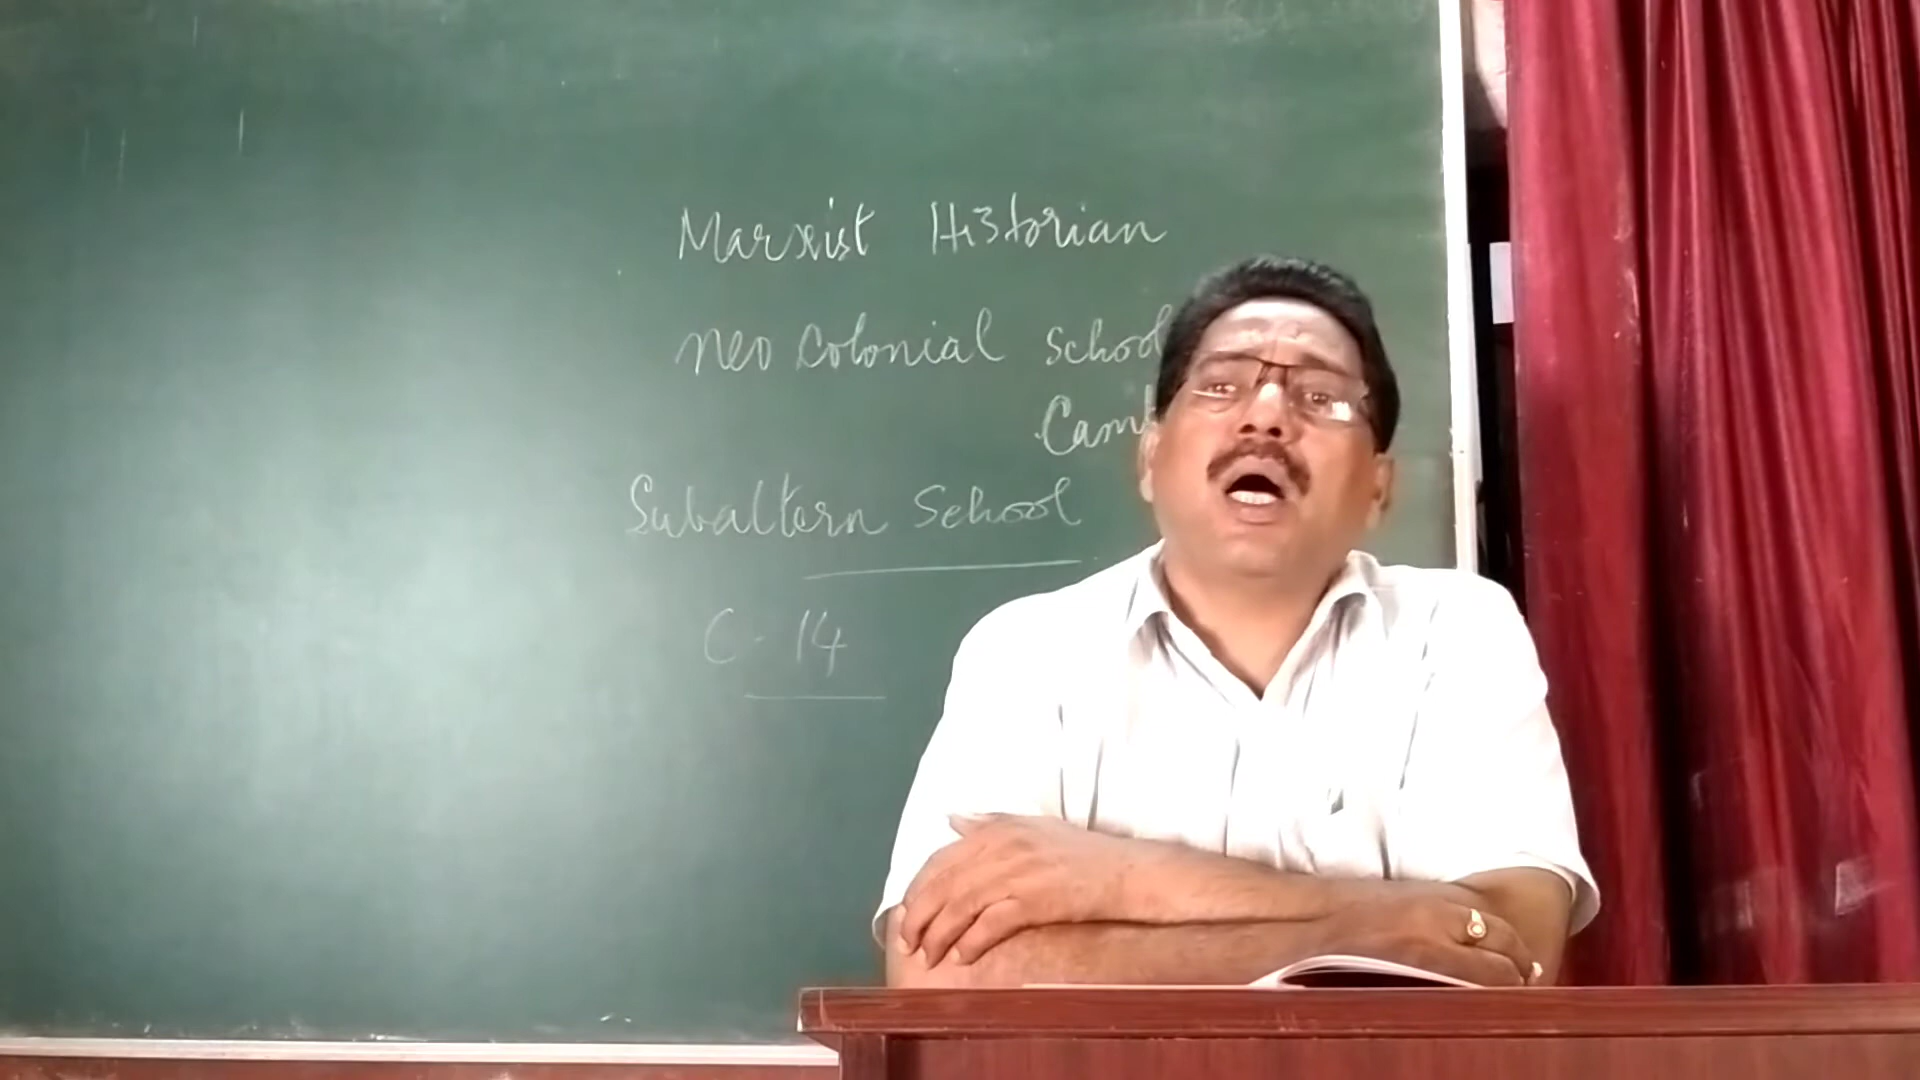 Marxist Historian
neo colonial school
Subaltern School
C-14